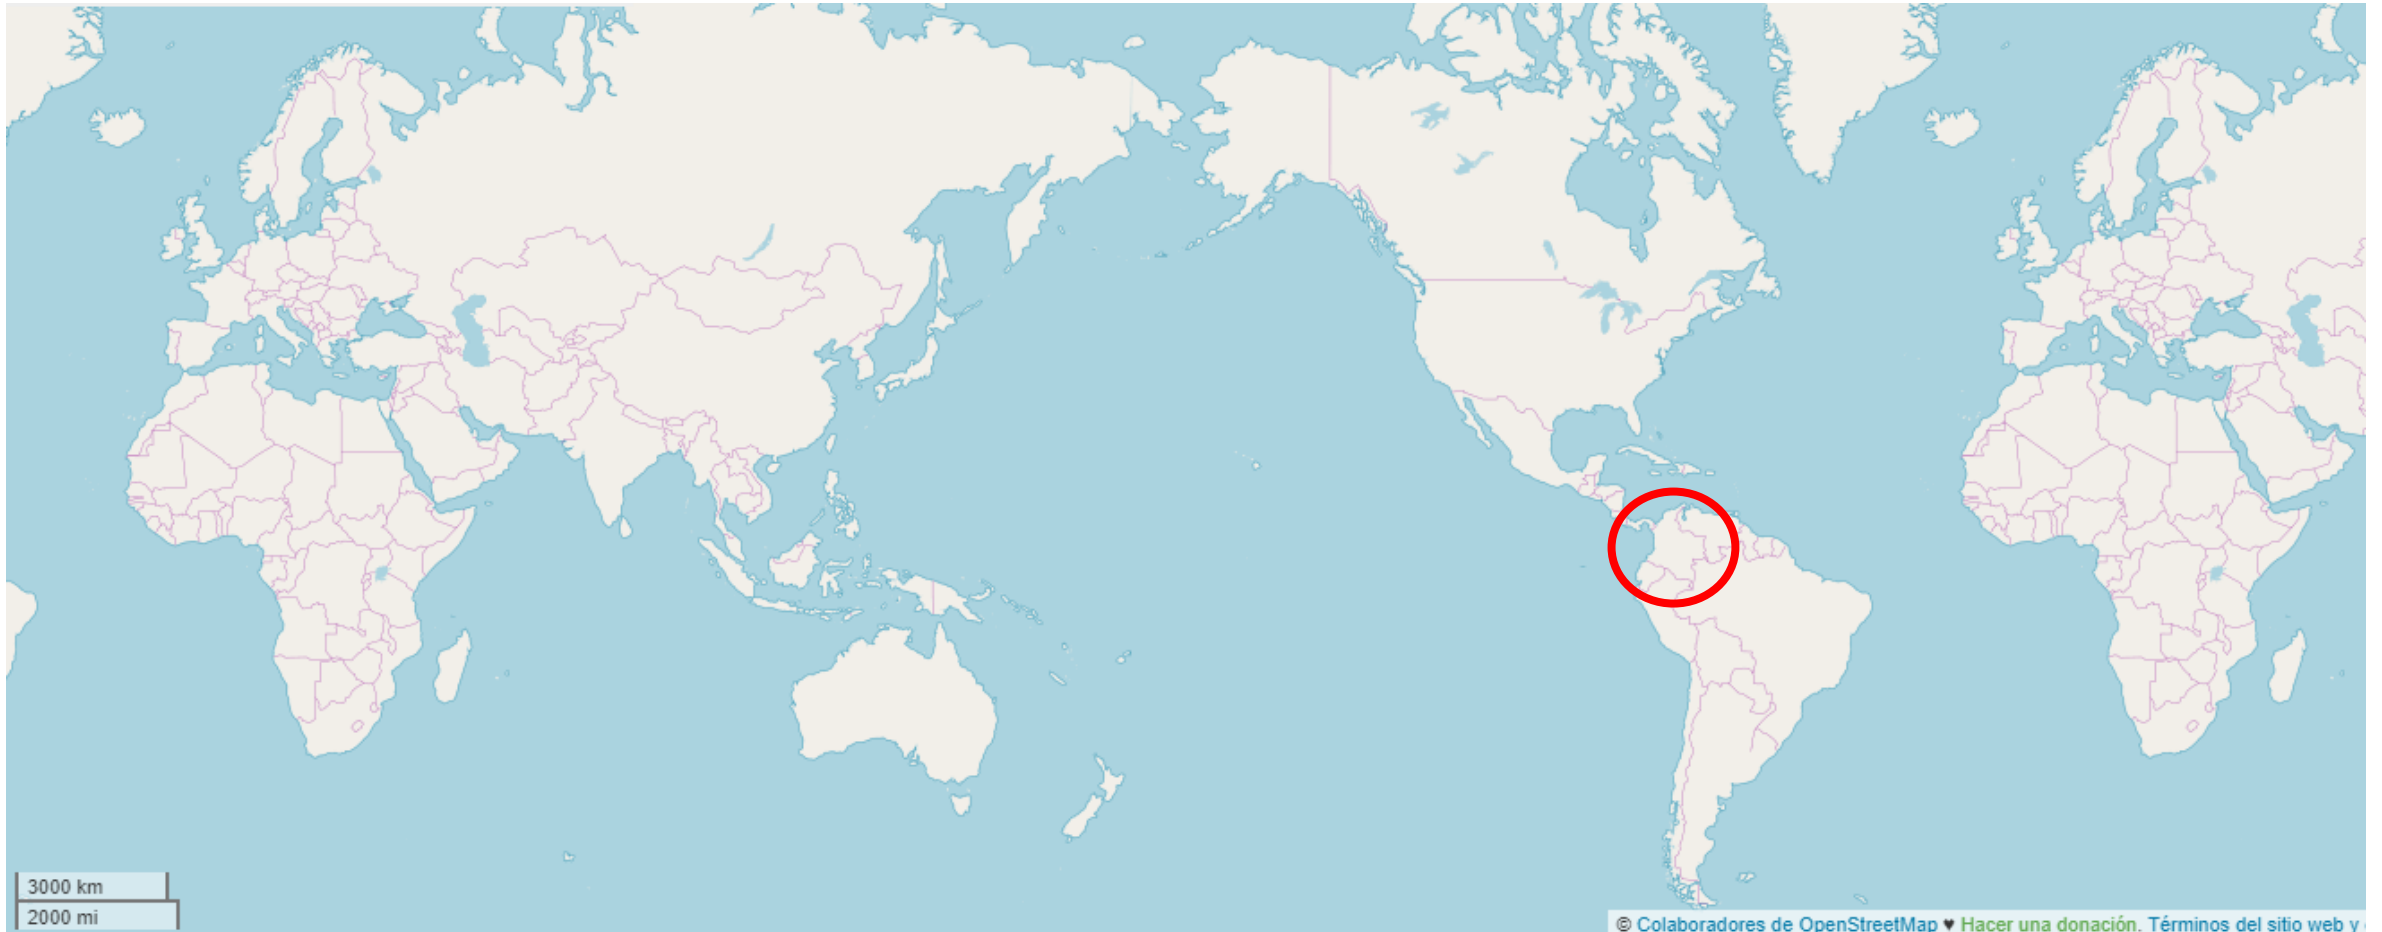 3000 km
2000 mi
© Colaboradores de OpenStreetMap ♥ Hacer una donación. Términos del sitio web y